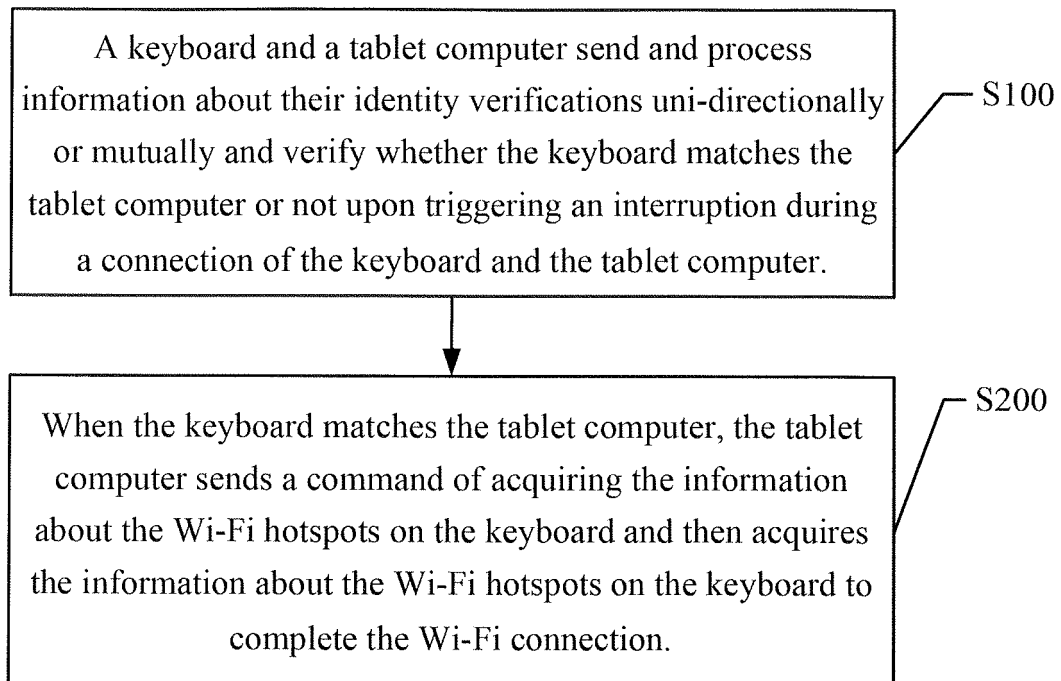 A keyboard and a tablet computer send and process
information about their identity verifications uni-directionally
or mutually and verify whether the keyboard matches the
tablet computer or not upon triggering an interruption during
a connection of the keyboard and the tablet computer.
S100
When the keyboard matches the tablet computer, the tablet
computer sends a command of acquiring the information
about the Wi-Fi hotspots on the keyboard and then acquires
the information about the Wi-Fi hotspots on the keyboard to
complete the Wi-Fi connection.
S200